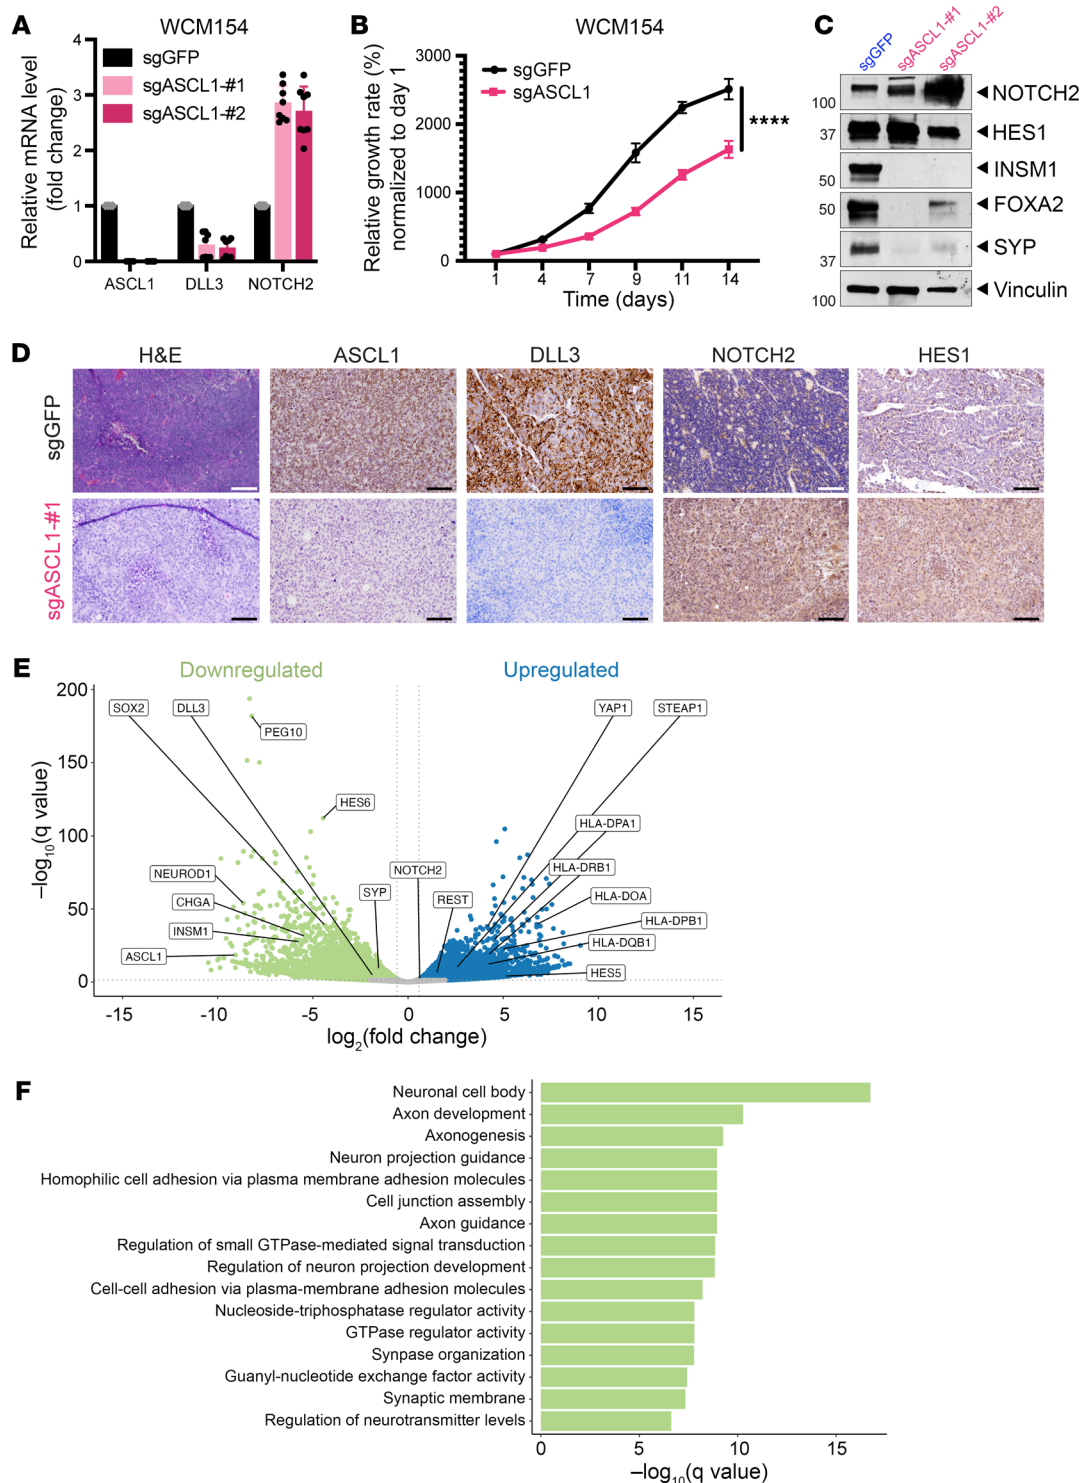 A
WCM154
Relative mRNA level
(fold change)
4
3
2
1
0
sgGFP
sgASCL1-#1
sgASCL1-#2
ASCL1
DLL3
NOTCH2
B
WCM154
Relative growth rate (%)
normalized to day 1
3000
2000
1000
0
sgGFP
sgASCL1
****
1
4
7
9
11
14
Time (days)
C
sgGFP
sgASCL1-#1
sgASCL1-#2
100
NOTCH2
37
HES1
50
INSM1
50
FOXA2
37
SYP
100
Vinculin
D
H&E
ASCL1
DLL3
NOTCH2
HES1
sgGFP
sgASCL1-#1
E
Downregulated
Upregulated
–log10(q value)
200
150
100
50
0
SOX2
DLL3
PEG10
HES6
NEUROD1
CHGA
INSM1
ASCL1
SYP
NOTCH2
REST
YAP1
STEAP1
HLA-DPA1
HLA-DRB1
HLA-DOA
HLA-DPB1
HLA-DQB1
HES5
-15
-10
-5
0
5
10
15
log2(fold change)
F
Neuronal cell body
Axon development
Axonogenesis
Neuron projection guidance
Homophilic cell adhesion via plasma membrane adhesion molecules
Cell junction assembly
Axon guidance
Regulation of small GTPase-mediated signal transduction
Regulation of neuron projection development
Cell-cell adhesion via plasma-membrane adhesion molecules
Nucleoside-triphosphatase regulator activity
GTPase regulator activity
Synpase organization
Guanyl-nucleotide exchange factor activity
Synaptic membrane
Regulation of neurotransmitter levels
0
5
10
15
–log10(q value)